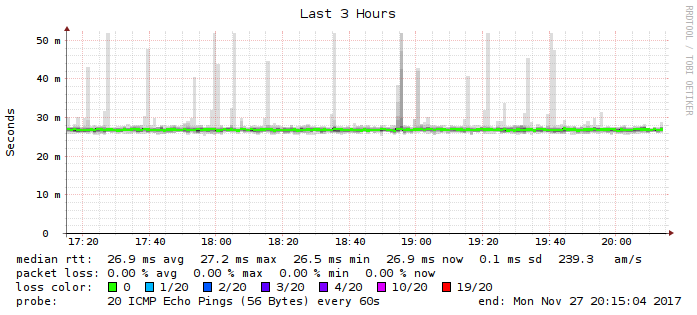 Last 3 Hours
RRDTOOL / TOBI OETIKER
Seconds
50 m
40 m
30 m
20 m
10 m
0
17:20 17:40 18:00 18:20 18:40 19:00 19:20 19:40 20:00
median rtt: 26.9 ms avg 27.2 ms max 26.5 ms min 26.9 ms now 0.1 ms sd 239.3 am/s
packet loss: 0.00 % avg 0.00 % max 0.00 % min 0.00 % now
loss color: 0 1/20 2/20 3/20 4/20 10/20 19/20
probe: 20 ICMP Echo Pings (56 Bytes) every 60s end: Mon Nov 27 20:15:04 2017